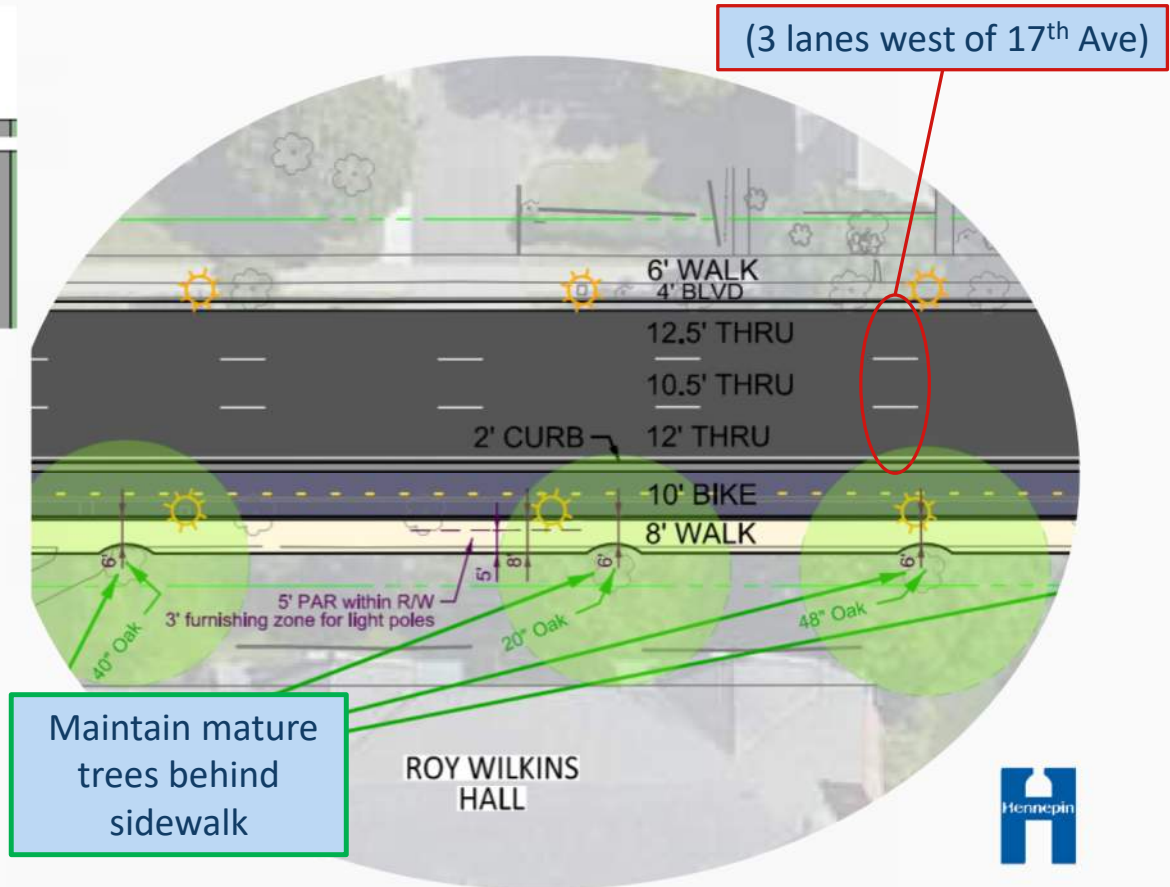 (3 lanes west of 17th Ave)
6' WALK
4' BLVD
12.5' THRU
10.5' THRU
2' CURB
12' THRU
10' BIKE
8' WALK
6'
5'
8'
6'
6'
5' PAR within R/W
3' furnishing zone for light poles
40" Oak
20" Oak
48" Oak
Maintain mature
trees behind
sidewalk
ROY WILKINS
HALL
Hennepin